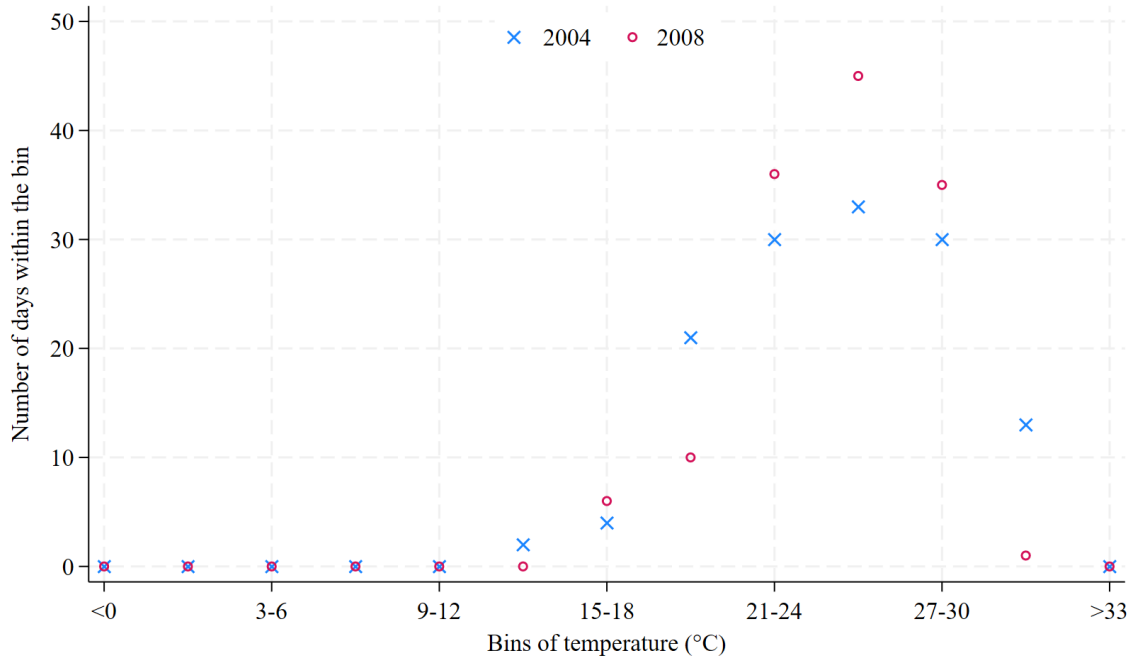 2004 2008
Number of days within the bin
50
40
30
20
10
0
<0 3-6 9-12 15-18 21-24 27-30 >33
Bins of temperature (°C)